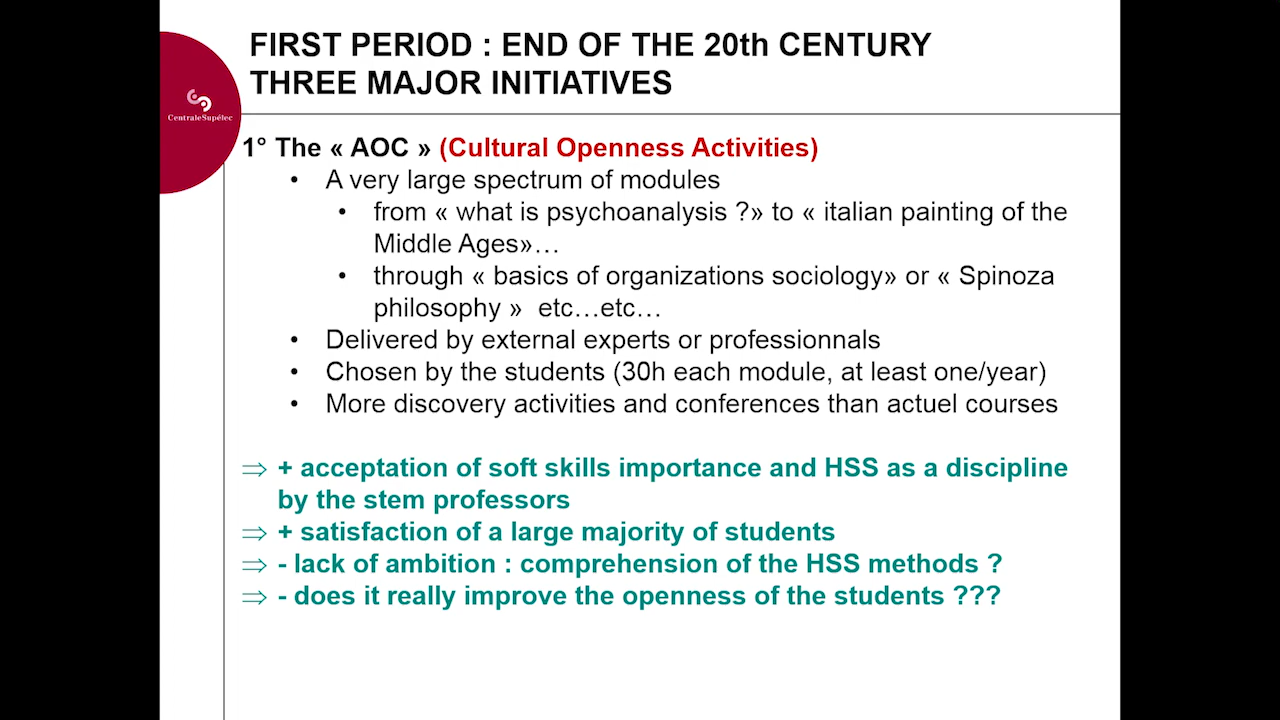 FIRST PERIOD : END OF THE 20th CENTURY
THREE MAJOR INITIATIVES
CentraleSupélec
1° The « AOC » (Cultural Openness Activities)
• A very large spectrum of modules
• from « what is psychoanalysis ?» to « italian painting of the
Middle Ages»…
• through « basics of organizations sociology» or « Spinoza
philosophy » etc…etc…
• Delivered by external experts or professionnals
• Chosen by the students (30h each module, at least one/year)
• More discovery activities and conferences than actuel courses
⇒ + acceptation of soft skills importance and HSS as a discipline
by the stem professors
⇒ + satisfaction of a large majority of students
⇒ - lack of ambition : comprehension of the HSS methods ?
⇒ - does it really improve the openness of the students ???